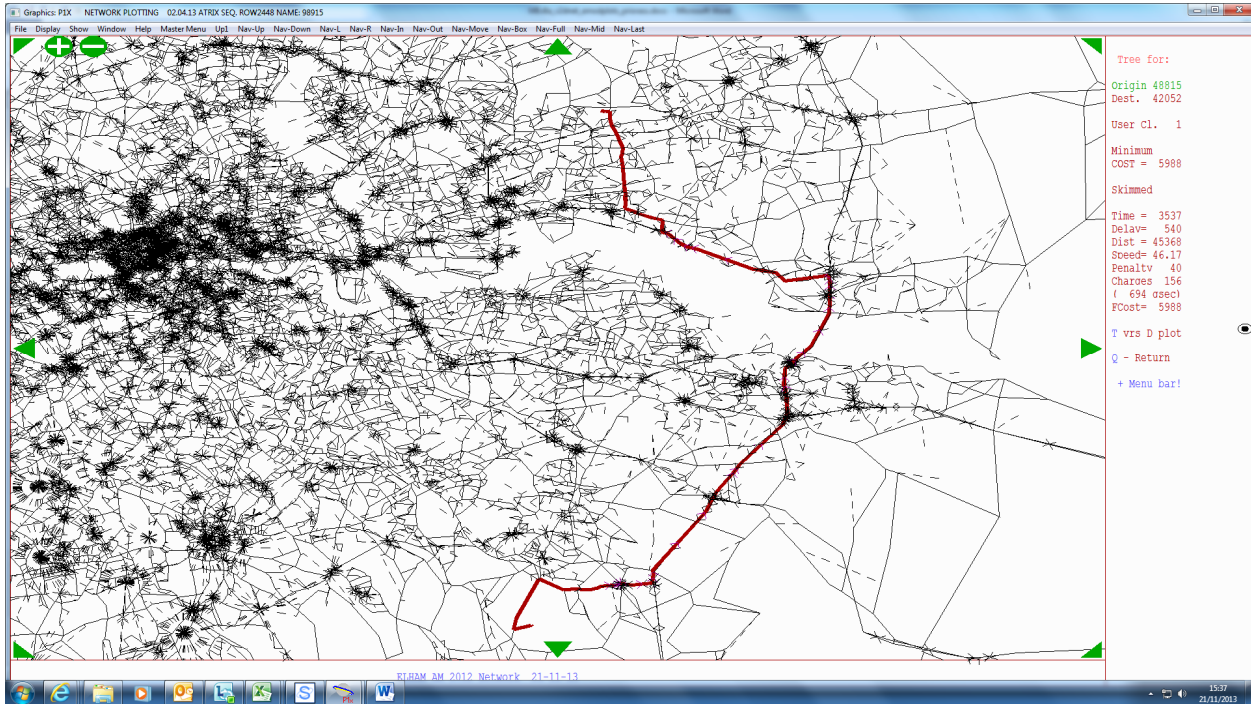 Graphics: P1X NETWORK PLOTTING 02.04.13 ATRIX SEQ. ROW2448 NAME: 98915
File Display Show Window Help Master Menu Up1 Nav-Up Nav-Down Nav-L Nav-R Nav-In Nav-Out Nav-Move Nav-Box Nav-Full Nav-Mid Nav-Last
Tree for:
Origin 48815
Dest. 42052
User Cl. 1
Minimum
COST = 5988
Skimmed
Time = 3537
Delay= 540
Dist = 45368
Speed= 46.17
Penalty 40
Charges 156
( 694 gsec)
FCost= 5988
T vrs D plot
Q - Return
+ Menu bar!
ELHAM AM 2012 Network 21-11-13
15:37
21/11/2013